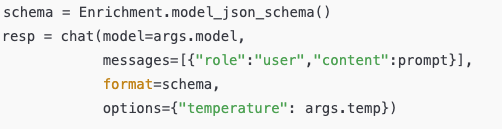 schema = Enrichment.model_json_schema()
resp = chat(model=args.model,
            messages=[{"role":"user","content":prompt}],
            format=schema,
            options={"temperature": args.temp})